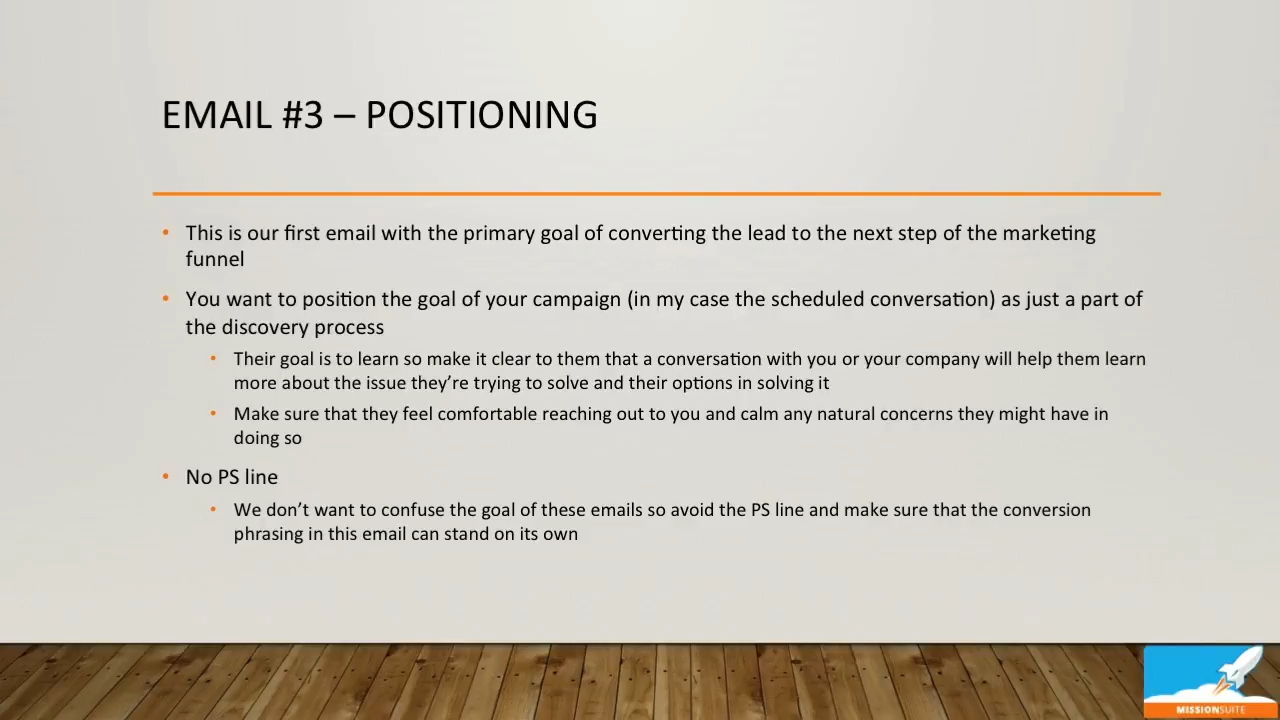 EMAIL #3 – POSITIONING
• This is our first email with the primary goal of converting the lead to the next step of the marketing
funnel
• You want to position the goal of your campaign (in my case the scheduled conversation) as just a part of
the discovery process
• Their goal is to learn so make it clear to them that a conversation with you or your company will help them learn
more about the issue they’re trying to solve and their options in solving it
• Make sure that they feel comfortable reaching out to you and calm any natural concerns they might have in
doing so
• No PS line
• We don’t want to confuse the goal of these emails so avoid the PS line and make sure that the conversion
phrasing in this email can stand on its own
MISSIONSUITE